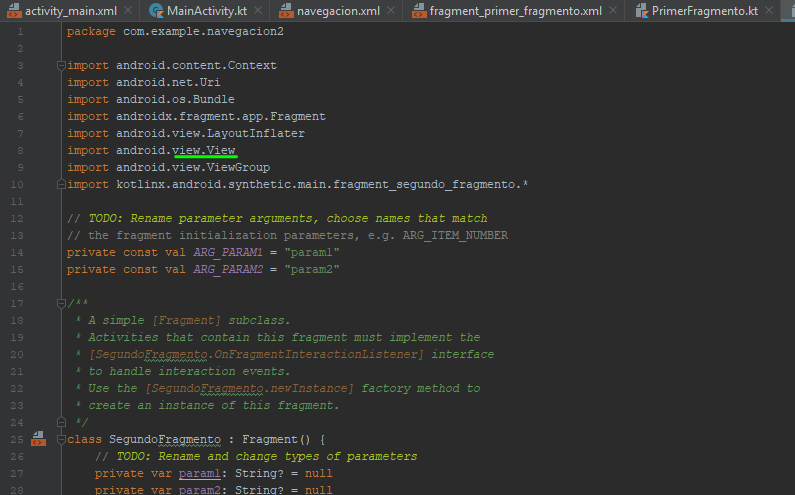 activity_main.xml MainActivity.kt navegacion.xml fragment_primer_fragmento.xml PrimerFragmento.kt
1 package com.example.navegacion2
2
3 import android.content.Context
4 import android.net.Uri
5 import android.os.Bundle
6 import androidx.fragment.app.Fragment
7 import android.view.LayoutInflater
8 import android.view.View
9 import android.view.ViewGroup
10 import kotlinx.android.synthetic.main.fragment_segundo_fragmento.*
11
12 // TODO: Rename parameter arguments, choose names that match
13 // the fragment initialization parameters, e.g. ARG_ITEM_NUMBER
14 private const val ARG_PARAM1 = "param1"
15 private const val ARG_PARAM2 = "param2"
16
17 /**
18 * A simple [Fragment] subclass.
19 * Activities that contain this fragment must implement the
20 * [SegundoFragmento.OnFragmentInteractionListener] interface
21 * to handle interaction events.
22 * Use the [SegundoFragmento.newInstance] factory method to
23 * create an instance of this fragment.
24 */
25 class SegundoFragmento : Fragment() {
26 // TODO: Rename and change types of parameters
27 private var param1: String? = null
28 private var param2: String? = null